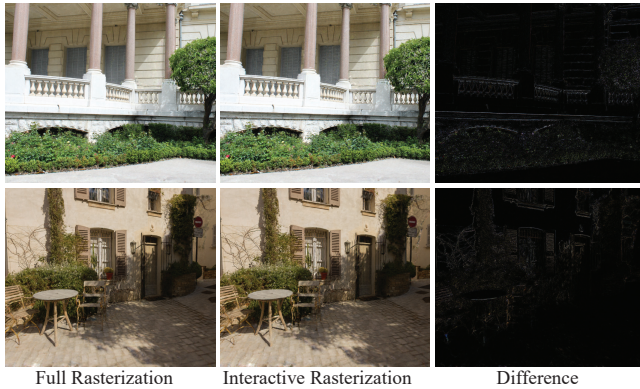 Full Rasterization
Interactive Rasterization
Difference